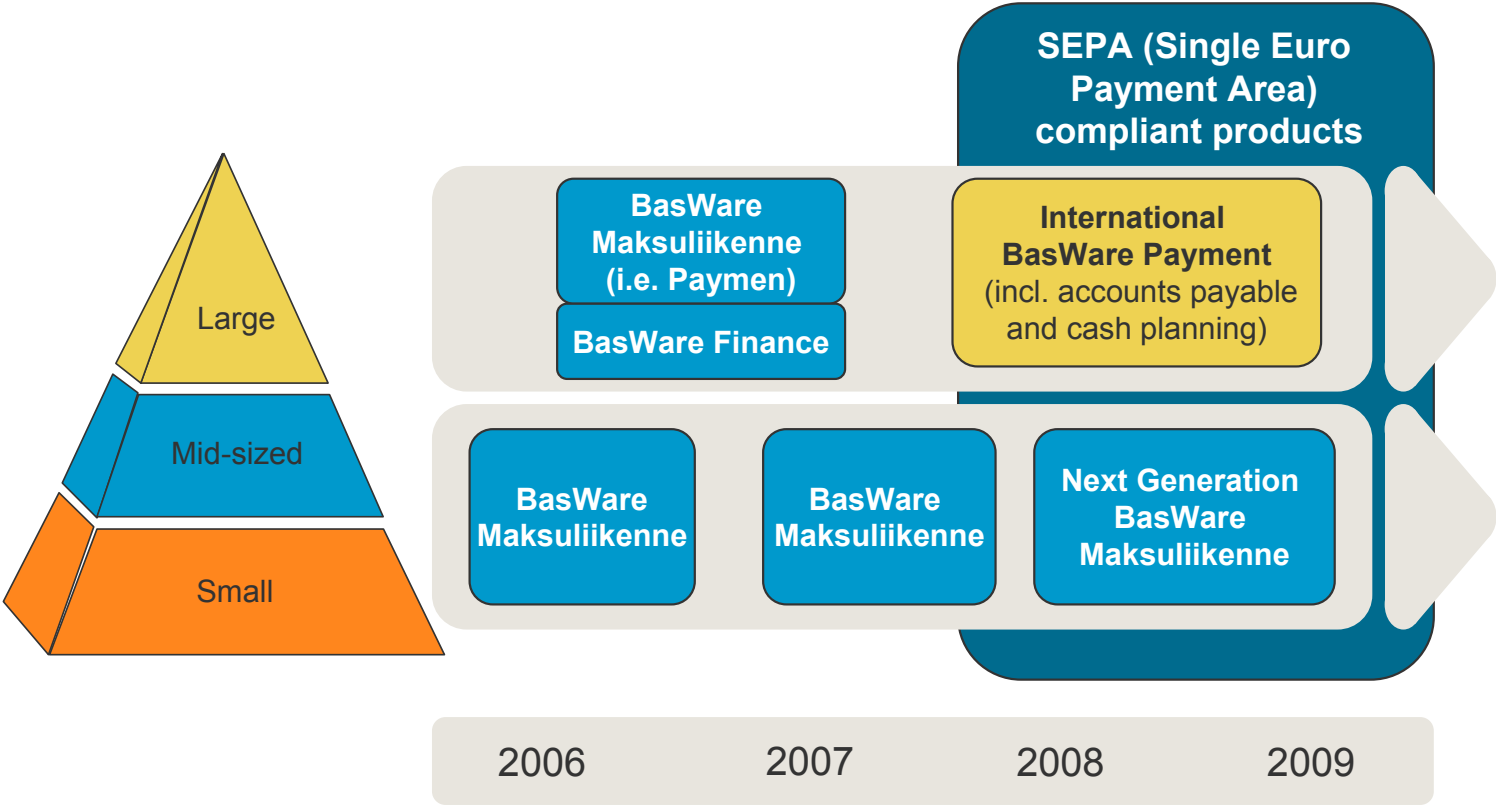 SEPA (Single Euro
Payment Area)
compliant products
BasWare
Maksuliikenne
(i.e. Paymen)
BasWare Finance
International
BasWare Payment
(incl. accounts payable
and cash planning)
Large
Mid-sized
Small
BasWare
Maksuliikenne
BasWare
Maksuliikenne
Next Generation
BasWare
Maksuliikenne
2006
2007
2008
2009